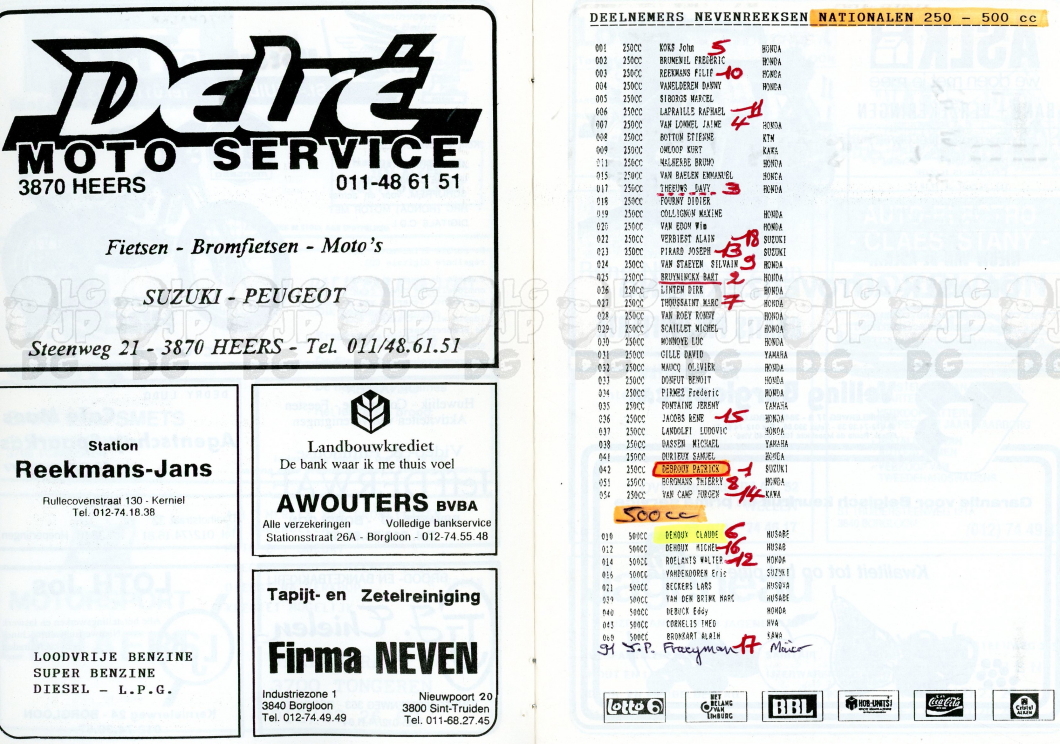 Delré
MOTO SERVICE
3870 HEERS 011-48 61 51
Fietsen - Bromfietsen - Moto's
SUZUKI - PEUGEOT
Steenweg 21 - 3870 HEERS - Tel. 011/48.61.51
Station
Reekmans-Jans
Rullecovenstraat 130 - Kerniel
Tel. 012-74.18.38
LOODVRIJE BENZINE
SUPER BENZINE
DIESEL - L.P.G.
Landbouwkrediet
De bank waar ik me thuis voel
AWOUTERS BVBA
Alle verzekeringen Volledige bankservice
Stationsstraat 26A - Borgloon - 012-74.55.48
Tapijt- en Zetelreiniging
Firma NEVEN
Industriezone 1 Nieuwpoort 20
3840 Borgloon 3800 Sint-Truiden
Tel. 012-74.49.49 Tel. 011-68.27.45
DEELNEMERS NEVENREEKSEN NATIONALEN 250 - 500 cc
001 250CC KOKS John 5 HONDA
002 250CC BRUMENIL FREDERIC HONDA
003 250CC REEKMANS FILIP 10 HONDA
004 250CC VANELDEREN DANNY HONDA
005 250CC SIBORGS MARCEL
006 250CC LAPRAILLE RAPHAEL 11
007 250CC VAN LOMMEL JAIME 4 HONDA
008 250CC BOTTON ETIENNE KTM
009 250CC OWLOOP KURT KAWA
011 250CC MALHERBE BRUNO HONDA
015 250CC VAN BAELEN EMMANUEL HONDA
017 250CC THEEUWS DAVY 3 HONDA
018 250CC FOURNY DIDIER
019 250CC COLLIGNON MAXIME HONDA
020 250CC VAN EDOM Wim HONDA
022 250CC VERBIEST ALAIN 18 SUZUKI
023 250CC PIRARD JOSEPH 13 SUZUKI
024 250CC VAN STAEYEN SILVAIN 9 HONDA
025 250CC BRUYNINCKX BART 2 HONDA
026 250CC LINTEN DIRK HONDA
027 250CC THOUSSAINT MARC 7 HONDA
028 250CC VAN ROEY RONNY HONDA
029 250CC SCAILLET MICHEL HONDA
030 250CC MONNOYE LUC HONDA
031 250CC GILLE DAVID YAMAHA
032 250CC MAUCQ OLIVIER HONDA
033 250CC DONFUT BENOIT HONDA
034 250CC PIRMEZ Frederic HONDA
035 250CC FONTAINE JEREMY YAMAHA
036 250CC JACOBS RENE 15 HONDA
037 250CC LANDOLFI LUDOVIC HONDA
038 250CC DASSEN MICHAEL YAMAHA
041 250CC DURIEUX SAMUEL HONDA
042 250CC DEBROUX PATRICK 1 SUZUKI
051 250CC BORGMANS THIERRY 8 HONDA
054 250CC VAN CAMP JURGEN 14 KAWA
500cc
010 500CC DEHOUX CLAUDE 6 HUSABE
012 500CC DEHOUX MICHEL 16 HUSAB
014 500CC ROELANTS WALTER 12 HONDA
016 500CC VANDENDOREN Eric SUZUKI
021 500CC BECKERS LARS HUSQVA
039 500CC VAN DEN BRINK MARC HUSABE
040 500CC DEBUCK Eddy HONDA
043 500CC CORNELIS THEO HVA
060 500CC BRONKART ALAIN KAWA
91 J.P. Fraeyman 17 Maïco
Lotto 6 HET BELANG VAN LIMBURG BBL HOB-UNITS! Coca-Cola Cristal ALKEN
LG JP DG